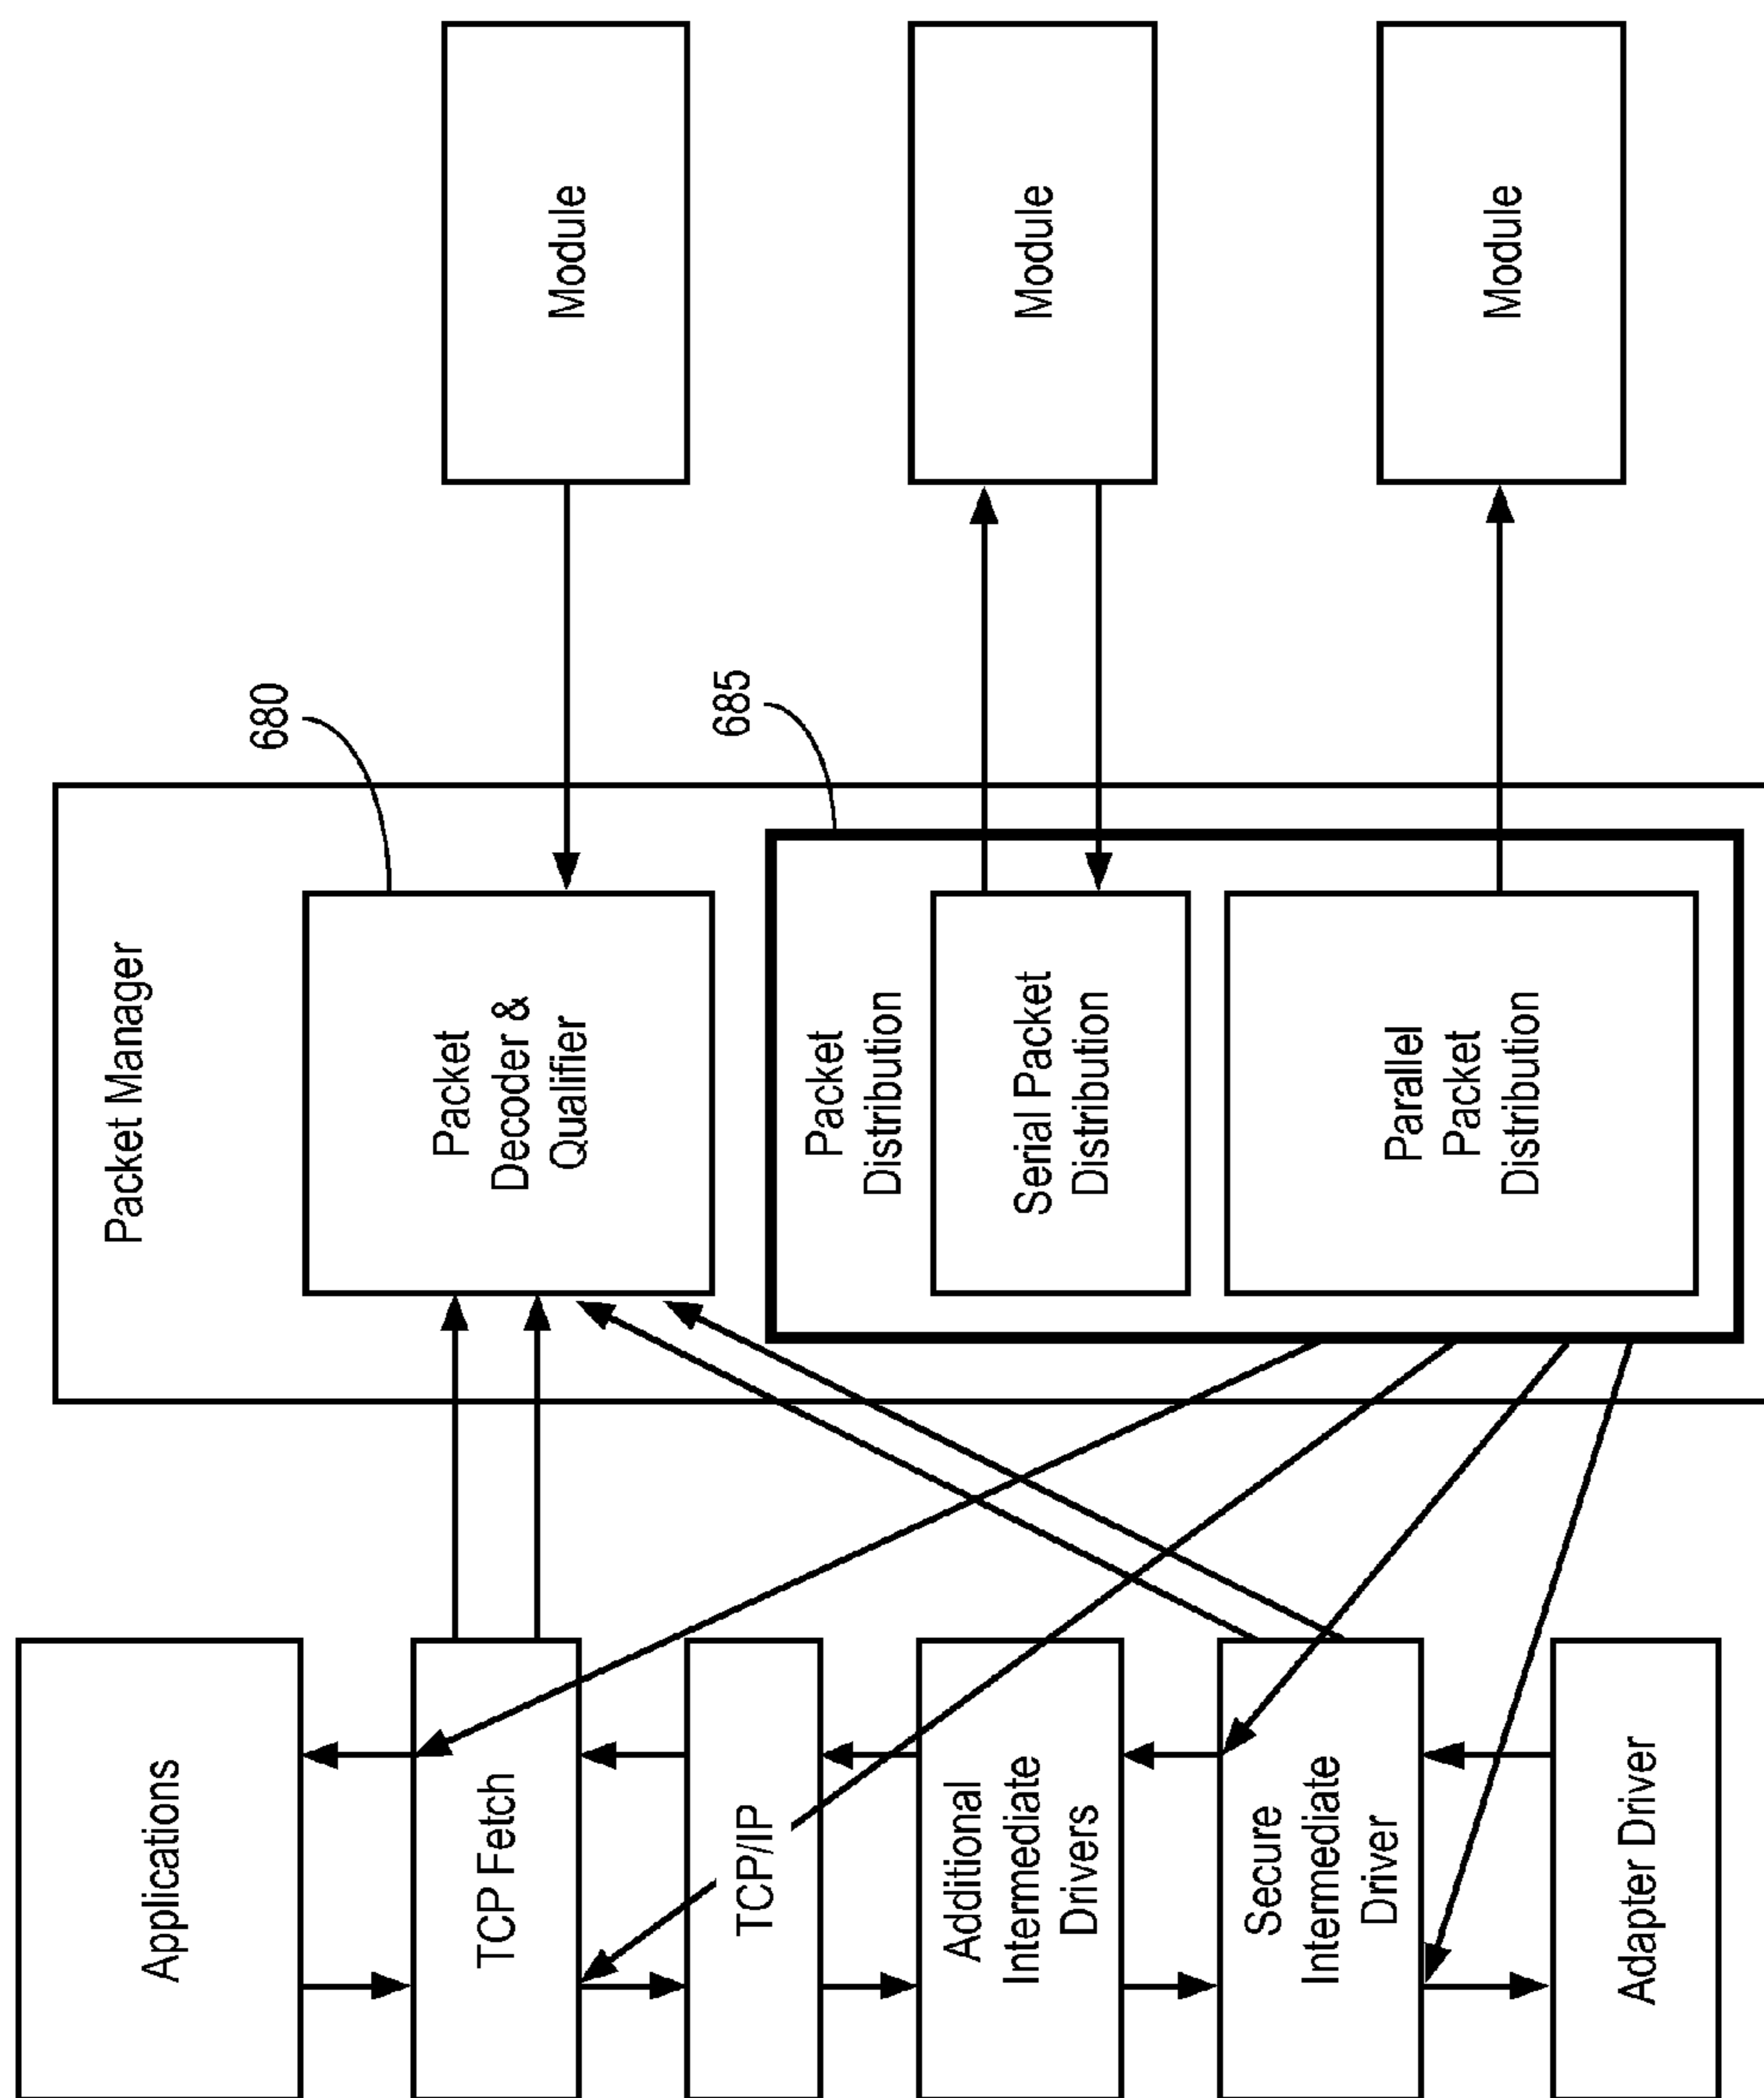 Applications
TCP Fetch
TCP/IP
Additional
Intermediate
Drivers
Secure
Intermediate
Driver
Adapter Driver
Packet Manager
680
Packet
Decoder &
Qualifier
685
Packet
Distribution
Serial Packet
Distribution
Parallel
Packet
Distribution
Module
Module
Module